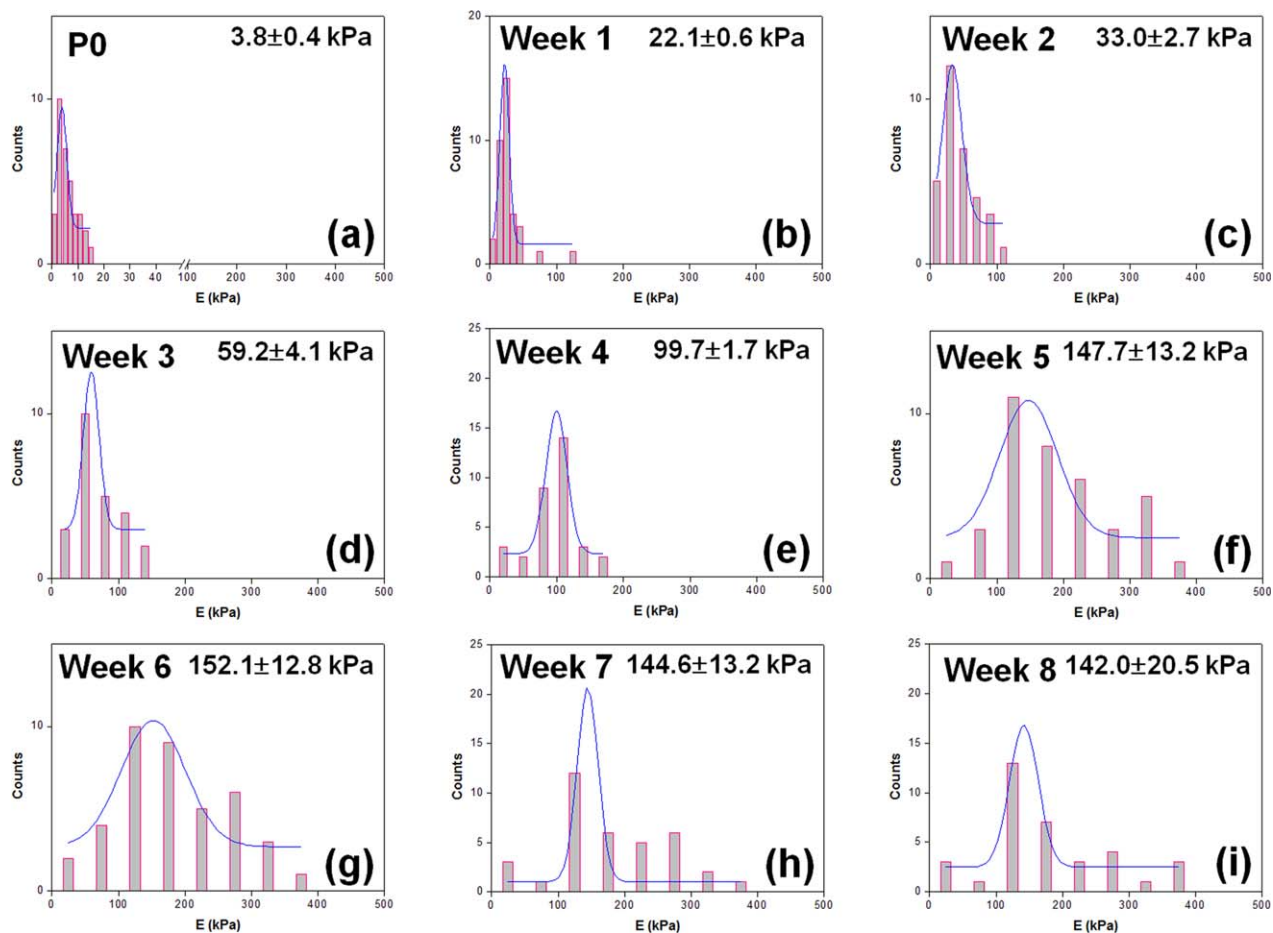 P0 3.8±0.4 kPa
10
Counts
0
0 20 40 100 200 300 400 500
E (kPa)
(a)
Week 1 22.1±0.6 kPa
20
10
Counts
0
0 100 200 300 400 500
E (kPa)
(b)
Week 2 33.0±2.7 kPa
10
Counts
0
0 100 200 300 400 500
E (kPa)
(c)
Week 3 59.2±4.1 kPa
10
Counts
0
0 100 200 300 400 500
E (kPa)
(d)
Week 4 99.7±1.7 kPa
25
20
15
10
5
0
Counts
0 100 200 300 400 500
E (kPa)
(e)
Week 5 147.7±13.2 kPa
10
Counts
0
0 100 200 300 400 500
E (kPa)
(f)
Week 6 152.1±12.8 kPa
10
Counts
0
0 100 200 300 400 500
E (kPa)
(g)
Week 7 144.6±13.2 kPa
25
20
15
10
5
0
Counts
0 100 200 300 400 500
E (kPa)
(h)
Week 8 142.0±20.5 kPa
25
20
15
10
5
0
Counts
0 100 200 300 400 500
E (kPa)
(i)